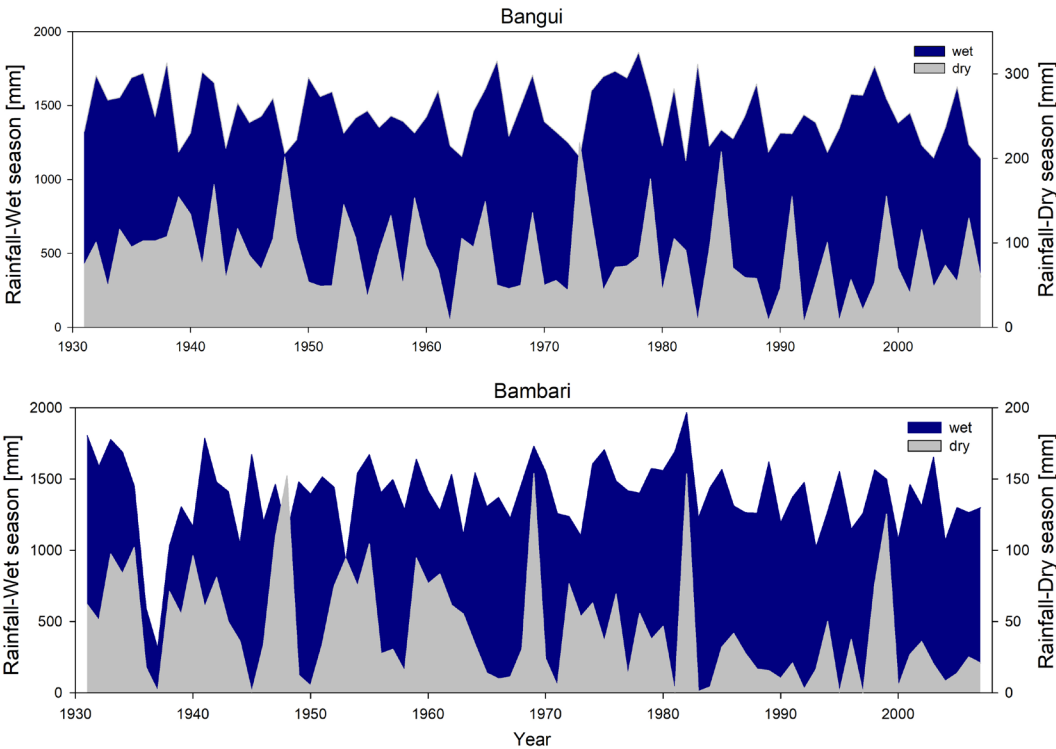 Bangui
Rainfall-Wet season [mm]
2000
1500
1000
500
0
wet
dry
300
200
100
0
Rainfall-Dry season [mm]
1930 1940 1950 1960 1970 1980 1990 2000
Bambari
Rainfall-Wet season [mm]
2000
1500
1000
500
0
wet
dry
200
150
100
50
0
Rainfall-Dry season [mm]
1930 1940 1950 1960 1970 1980 1990 2000
Year